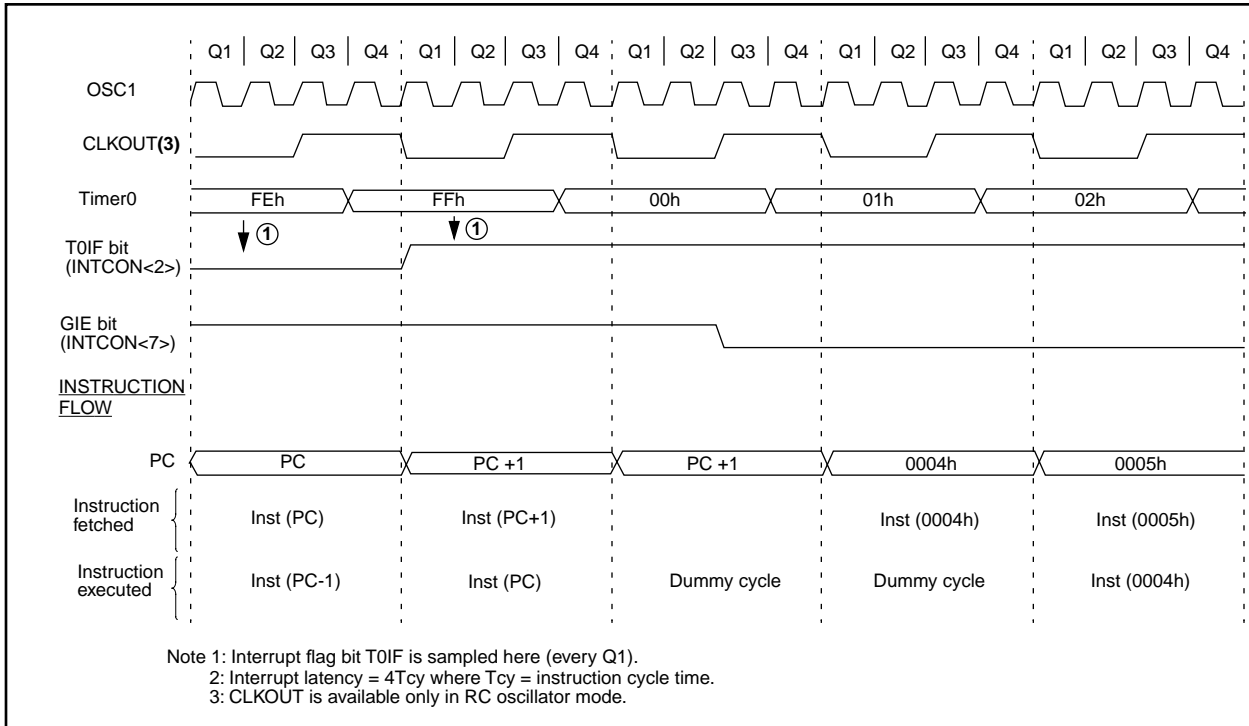 Q1 Q2 Q3 Q4 Q1 Q2 Q3 Q4 Q1 Q2 Q3 Q4 Q1 Q2 Q3 Q4 Q1 Q2 Q3 Q4
OSC1
CLKOUT(3)
Timer0 FEh FFh 00h 01h 02h
1 1
T0IF bit
(INTCON<2>)
GIE bit
(INTCON<7>)
INSTRUCTION
FLOW
PC PC PC +1 PC +1 0004h 0005h
Instruction
fetched
Inst (PC) Inst (PC+1) Inst (0004h) Inst (0005h)
Instruction
executed
Inst (PC-1) Inst (PC) Dummy cycle Dummy cycle Inst (0004h)
Note 1: Interrupt flag bit T0IF is sampled here (every Q1).
2: Interrupt latency = 4Tcy where Tcy = instruction cycle time.
3: CLKOUT is available only in RC oscillator mode.